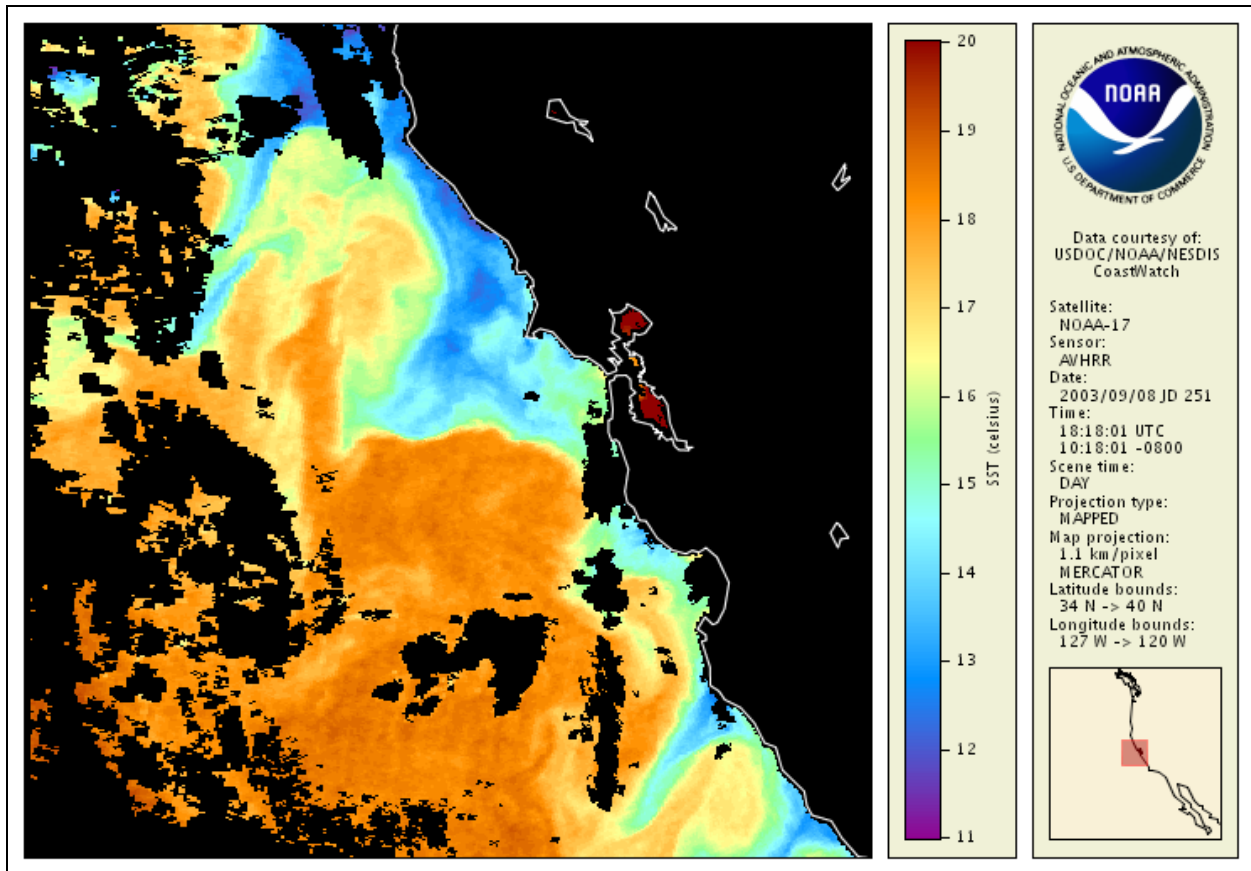 20
19
18
17
16
15
14
13
12
11
SST (celsius)
NATIONAL OCEANIC AND ATMOSPHERIC ADMINISTRATION
U.S. DEPARTMENT OF COMMERCE
NOAA
Data courtesy of:
USDOC/NOAA/NESDIS
CoastWatch
Satellite:
NOAA-17
Sensor:
AVHRR
Date:
2003/09/08 JD 251
Time:
18:18:01 UTC
10:18:01 -0800
Scene time:
DAY
Projection type:
MAPPED
Map projection:
1.1 km/pixel
MERCATOR
Latitude bounds:
34 N -> 40 N
Longitude bounds:
127 W -> 120 W